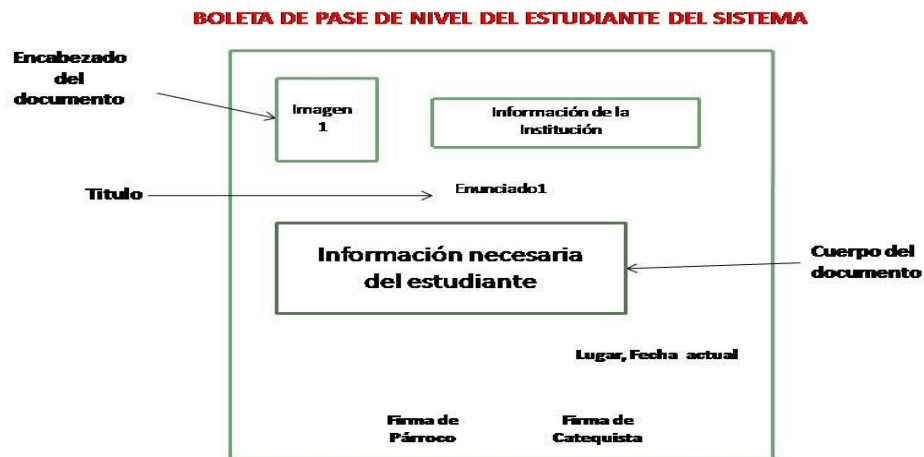 BOLETA DE PASE DE NIVEL DEL ESTUDIANTE DEL SISTEMA
Encabezado
del
documento
Imagen
1
Información de la
Institución
Titulo
Enunciado1
Información necesaria
del estudiante
Cuerpo del
documento
Lugar, Fecha actual
Firma de
Párroco
Firma de
Catequista